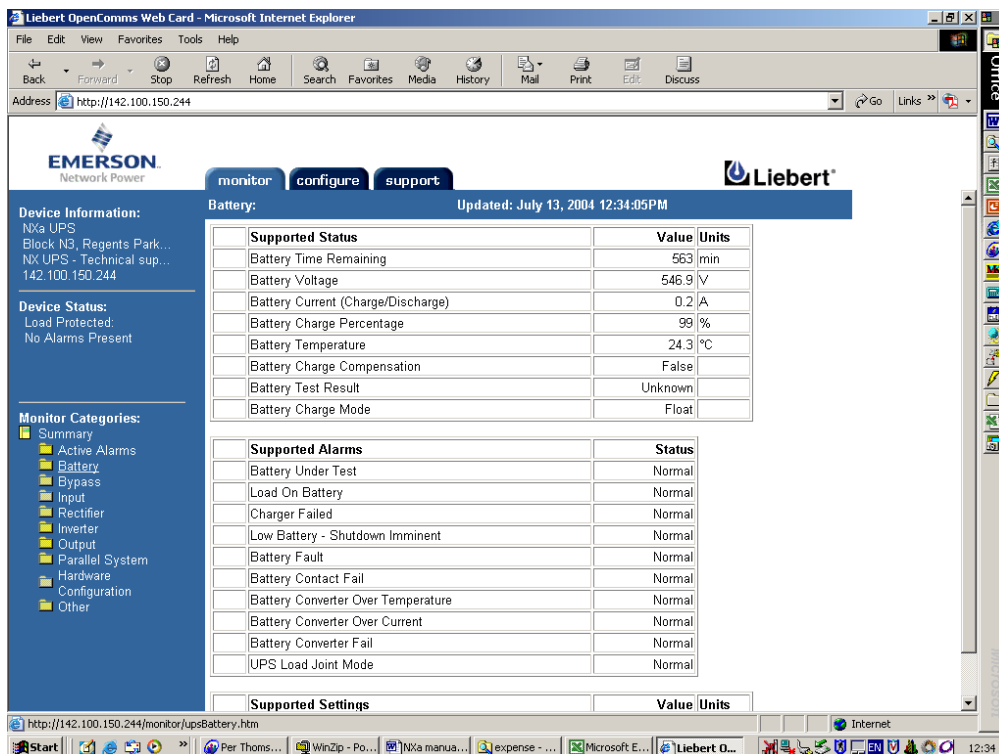 Liebert OpenComms Web Card - Microsoft Internet Explorer
File Edit View Favorites Tools Help
Back Forward Stop Refresh Home Search Favorites Media History Mail Print Edit Discuss
Address http://142.100.150.244 Go Links »
Office
EMERSON
Network Power
monitor configure support
Liebert
Device Information:
NXa UPS
Block N3, Regents Park...
NX UPS - Technical sup...
142.100.150.244
Device Status:
Load Protected:
No Alarms Present
Monitor Categories:
Summary
Active Alarms
Battery
Bypass
Input
Rectifier
Inverter
Output
Parallel System
Hardware
Configuration
Other
Battery: Updated: July 13, 2004 12:34:05PM
Supported Status Value Units
Battery Time Remaining 563 min
Battery Voltage 546.9 V
Battery Current (Charge/Discharge) 0.2 A
Battery Charge Percentage 99 %
Battery Temperature 24.3 °C
Battery Charge Compensation False
Battery Test Result Unknown
Battery Charge Mode Float
Supported Alarms Status
Battery Under Test Normal
Load On Battery Normal
Charger Failed Normal
Low Battery - Shutdown Imminent Normal
Battery Fault Normal
Battery Contact Fail Normal
Battery Converter Over Temperature Normal
Battery Converter Over Current Normal
Battery Converter Fail Normal
UPS Load Joint Mode Normal
Supported Settings Value Units
http://142.100.150.244/monitor/upsBattery.htm Internet
Start » Per Thoms... WinZip - Po... NXa manua... expense - ... Microsoft E... Liebert O... EN 12:34